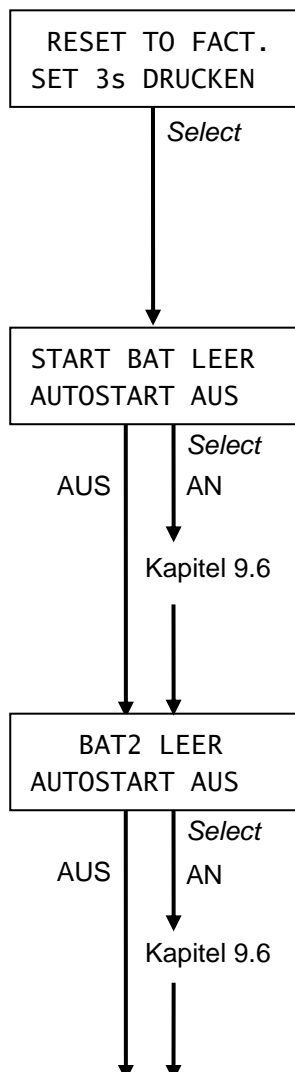 RESET TO FACT.
SET 3s DRUCKEN
Select
START BAT LEER
AUTOSTART AUS
Select
AUS AN
Kapitel 9.6
BAT2 LEER
AUTOSTART AUS
Select
AUS AN
Kapitel 9.6